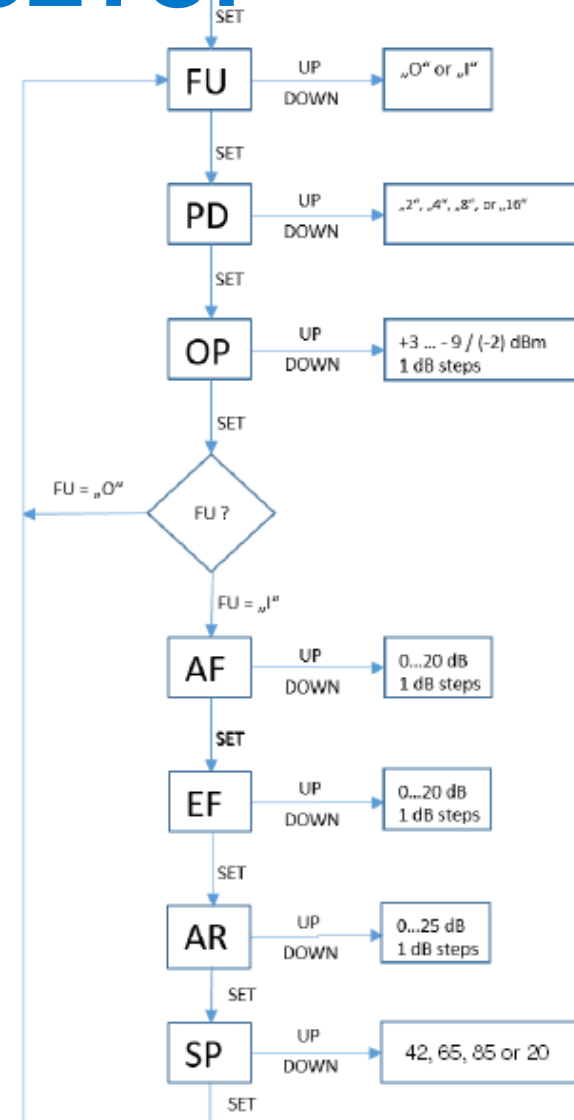 SET
FU
UP
DOWN
„O“ or „I“
SET
PD
UP
DOWN
„2“, „4“, „8“, or „16“
SET
OP
UP
DOWN
+3 ... - 9 / (-2) dBm
1 dB steps
SET
FU = „O“
FU ?
FU = „I“
AF
UP
DOWN
0...20 dB
1 dB steps
SET
EF
UP
DOWN
0...20 dB
1 dB steps
SET
AR
UP
DOWN
0...25 dB
1 dB steps
SET
SP
UP
DOWN
42, 65, 85 or 20
SET